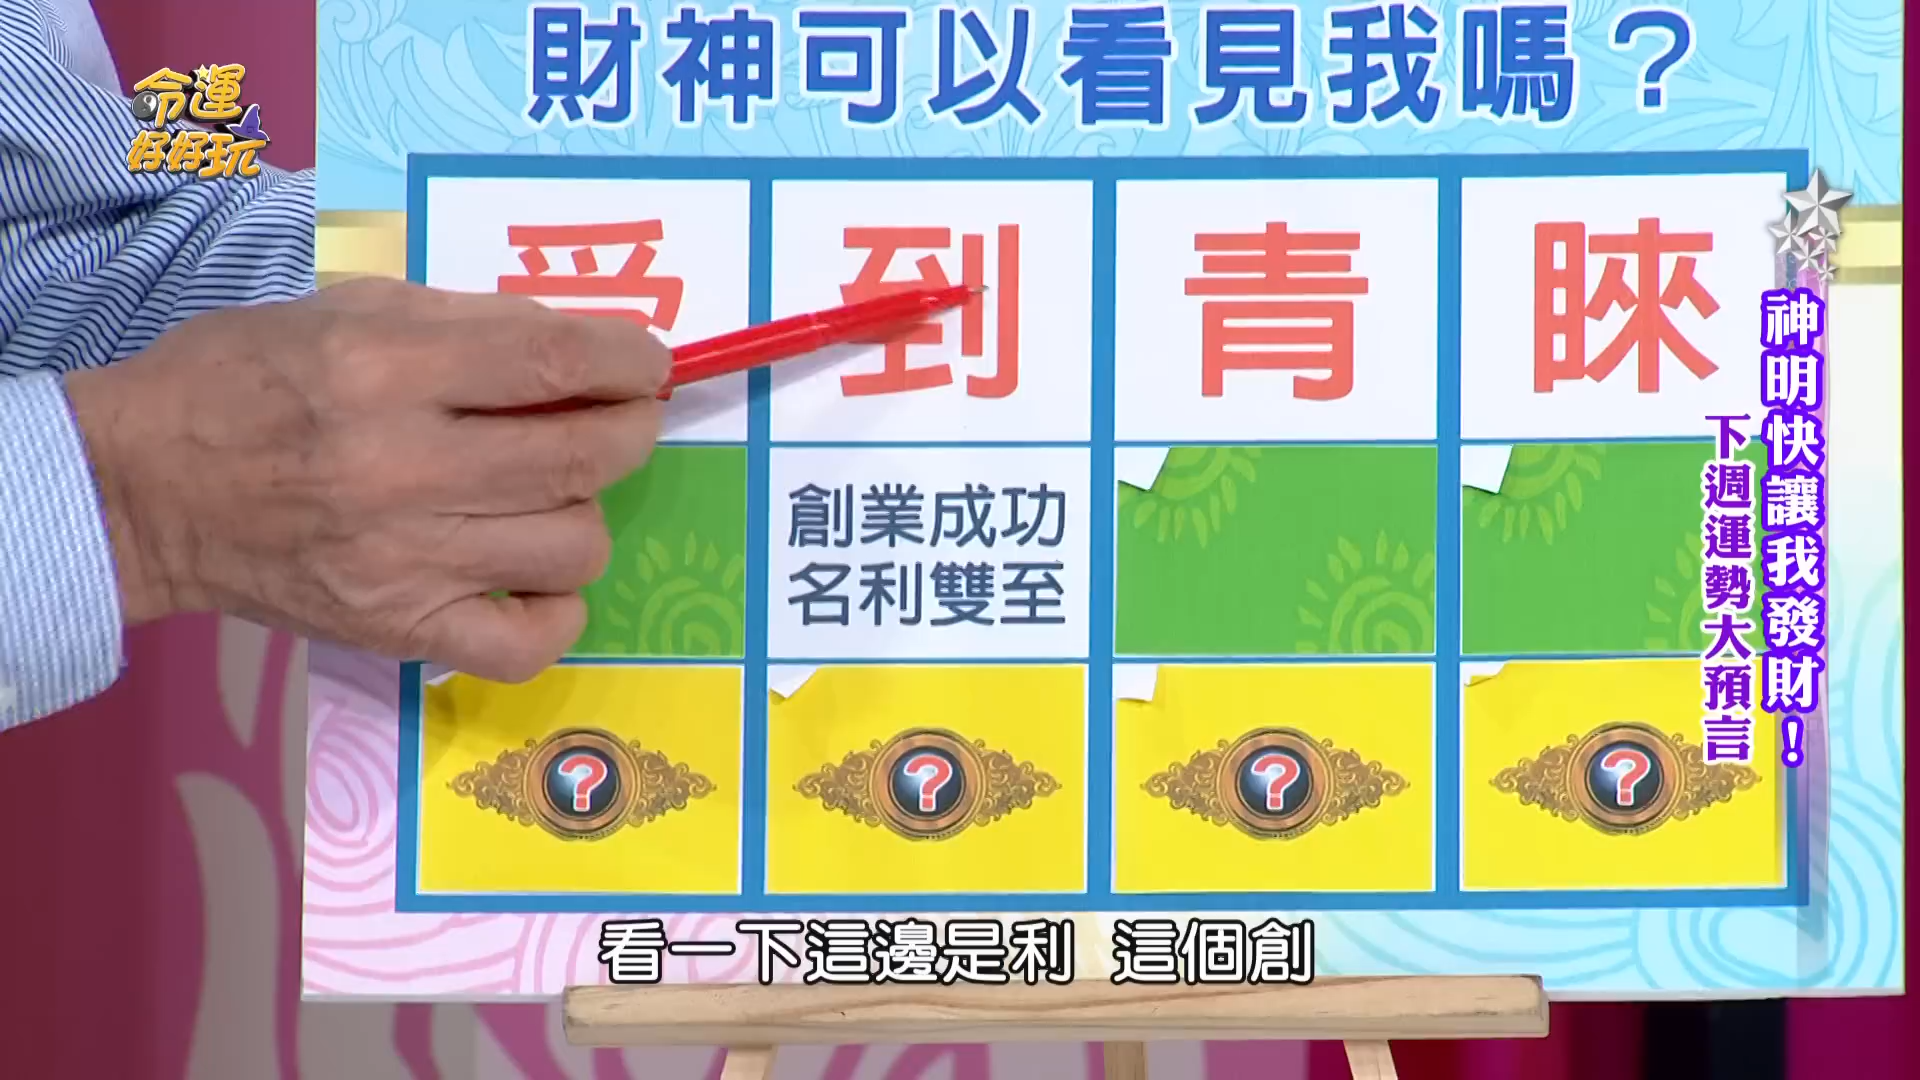 命運
好好玩
財神可以看見我嗎？
受 到 青 睞
創業成功
名利雙至
? ? ? ?
神明快讓我發財！
下週運勢大預言
看一下這邊是利 這個創